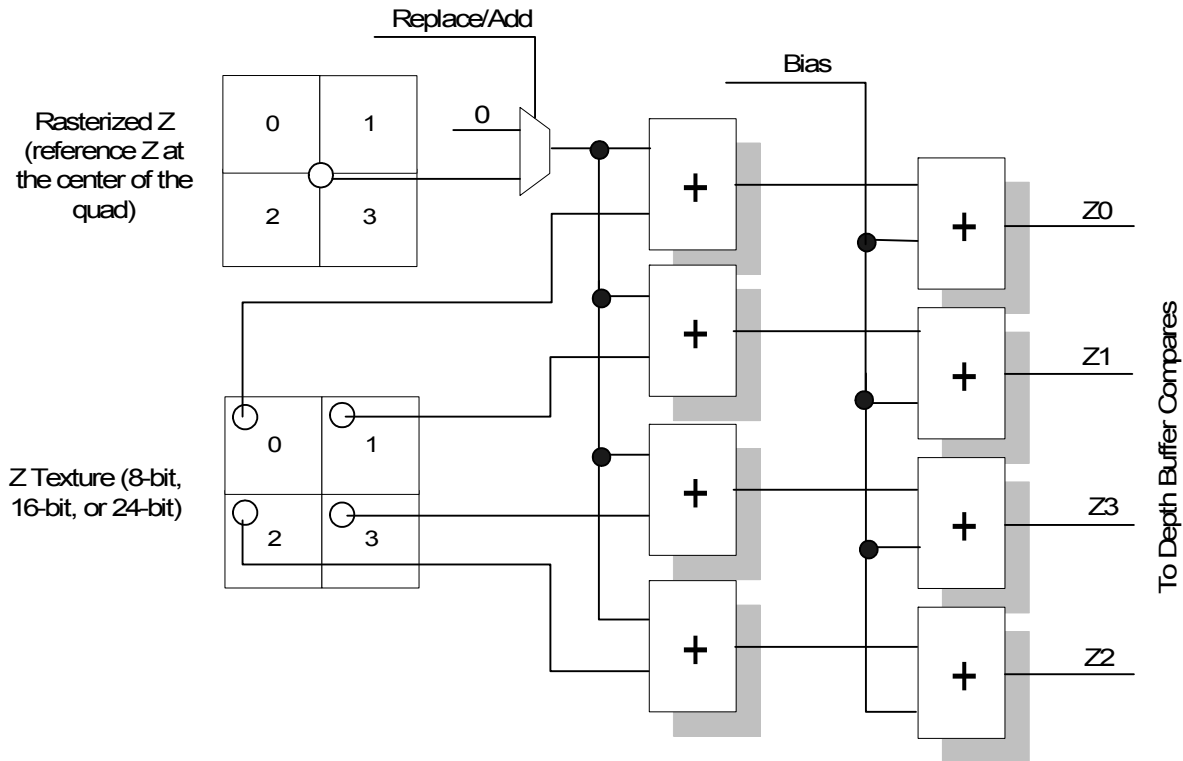 Replace/Add
Bias
Rasterized Z
(reference Z at
the center of the
quad)
0
1
2
3
0
+
+
+
+
+
+
+
+
Z0
Z1
Z3
Z2
To Depth Buffer Compares
Z Texture (8-bit,
16-bit, or 24-bit)
0
1
2
3